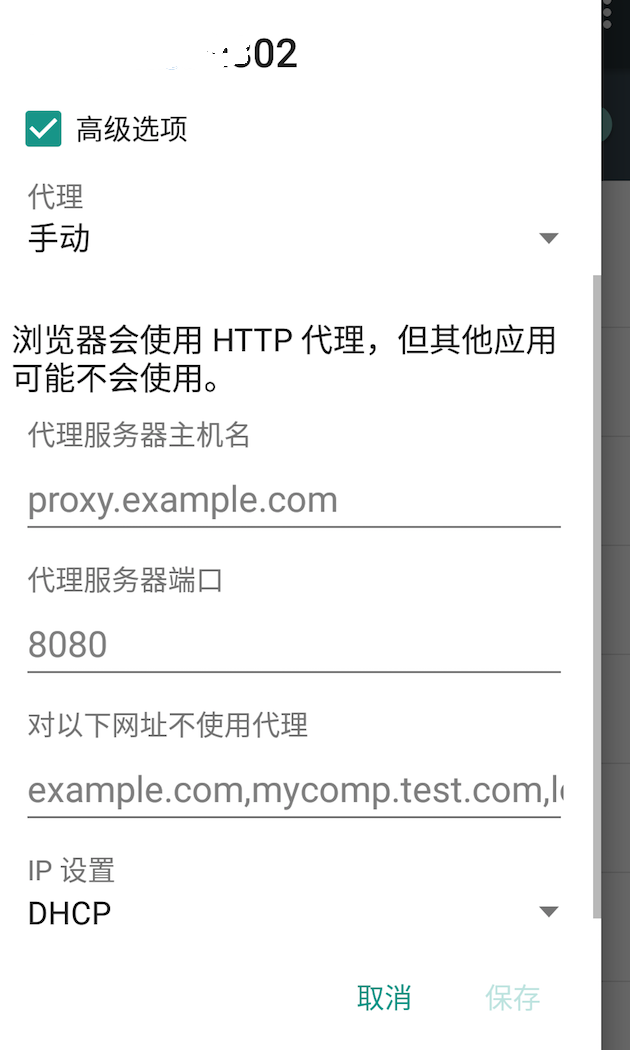 302
高级选项
代理
手动
浏览器会使用 HTTP 代理，但其他应用
可能不会使用。
代理服务器主机名
proxy.example.com
代理服务器端口
8080
对以下网址不使用代理
example.com,mycomp.test.com,l
IP 设置
DHCP
取消
保存